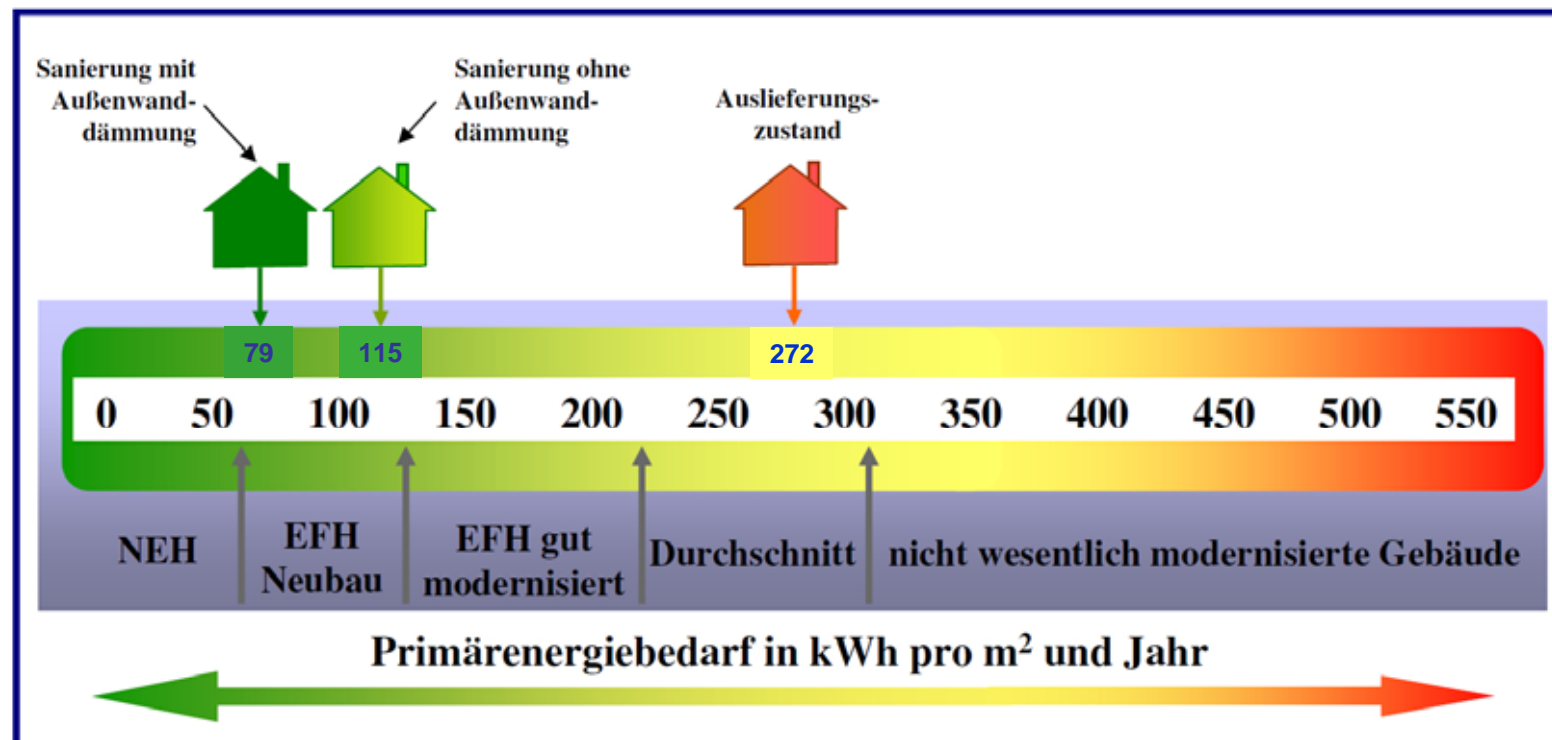 Sanierung mit
Außenwand-
dämmung
Sanierung ohne
Außenwand-
dämmung
Auslieferungs-
zustand
79 115 272
0 50 100 150 200 250 300 350 400 450 500 550
NEH
EFH
Neubau
EFH gut
modernisiert
Durchschnitt
nicht wesentlich modernisierte Gebäude
Primärenergiebedarf in kWh pro m² und Jahr